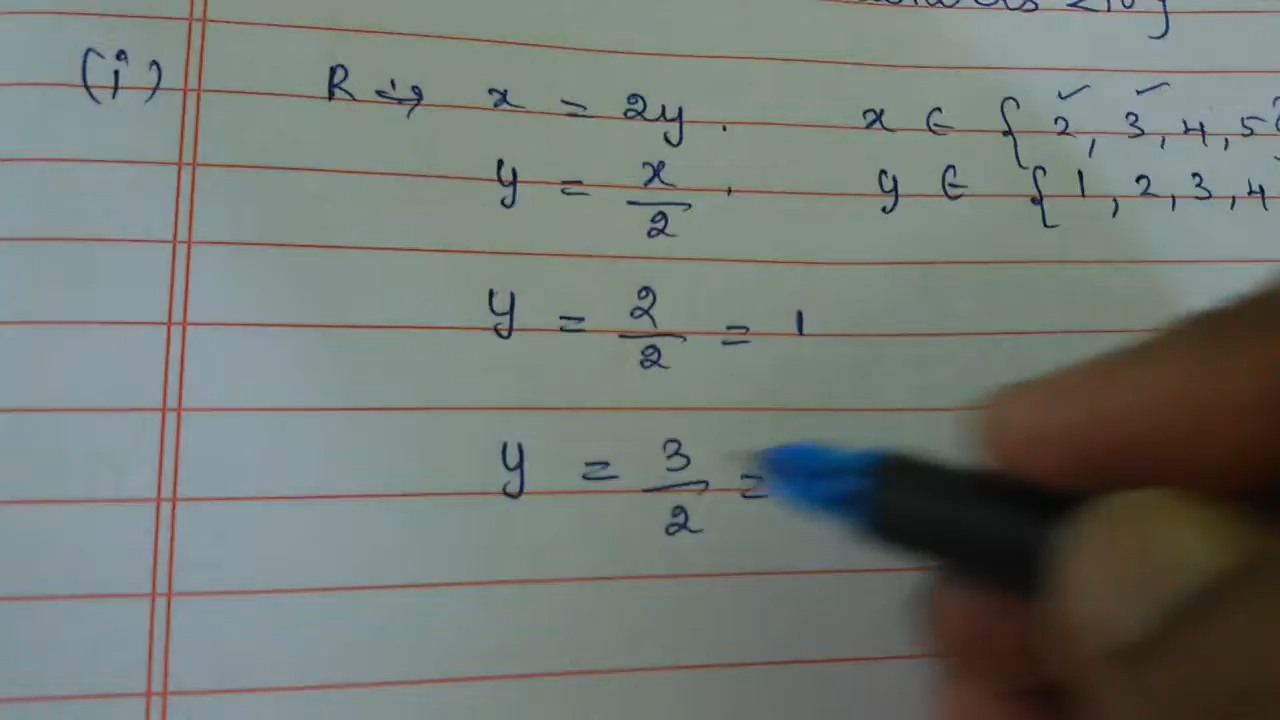 (i) R → x = 2y. x ∈ { 2, 3, 4, 5
y = x/2. y ∈ { 1, 2, 3, 4
y = 2/2 = 1
y = 3/2 =